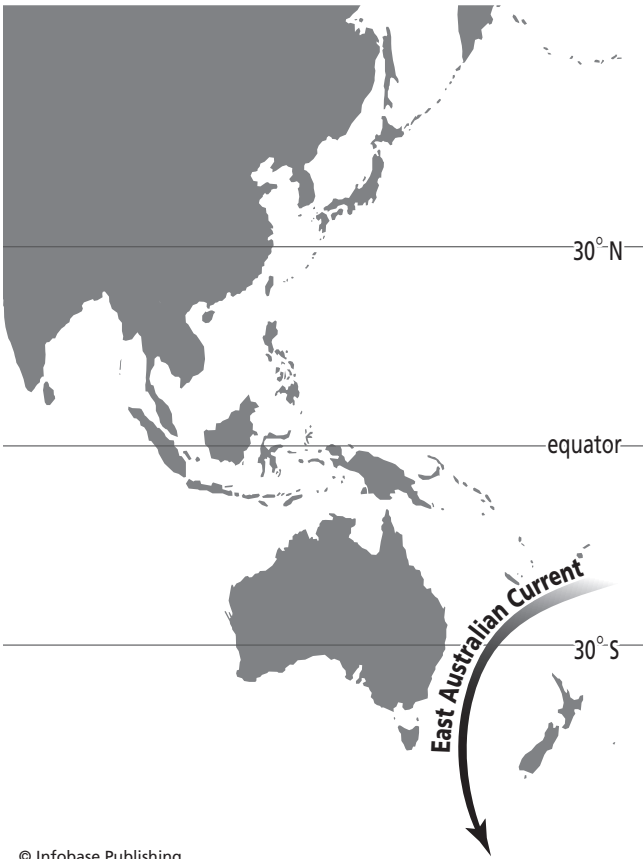 30° N
equator
East Australian Current
30° S
© Infobase Publishing